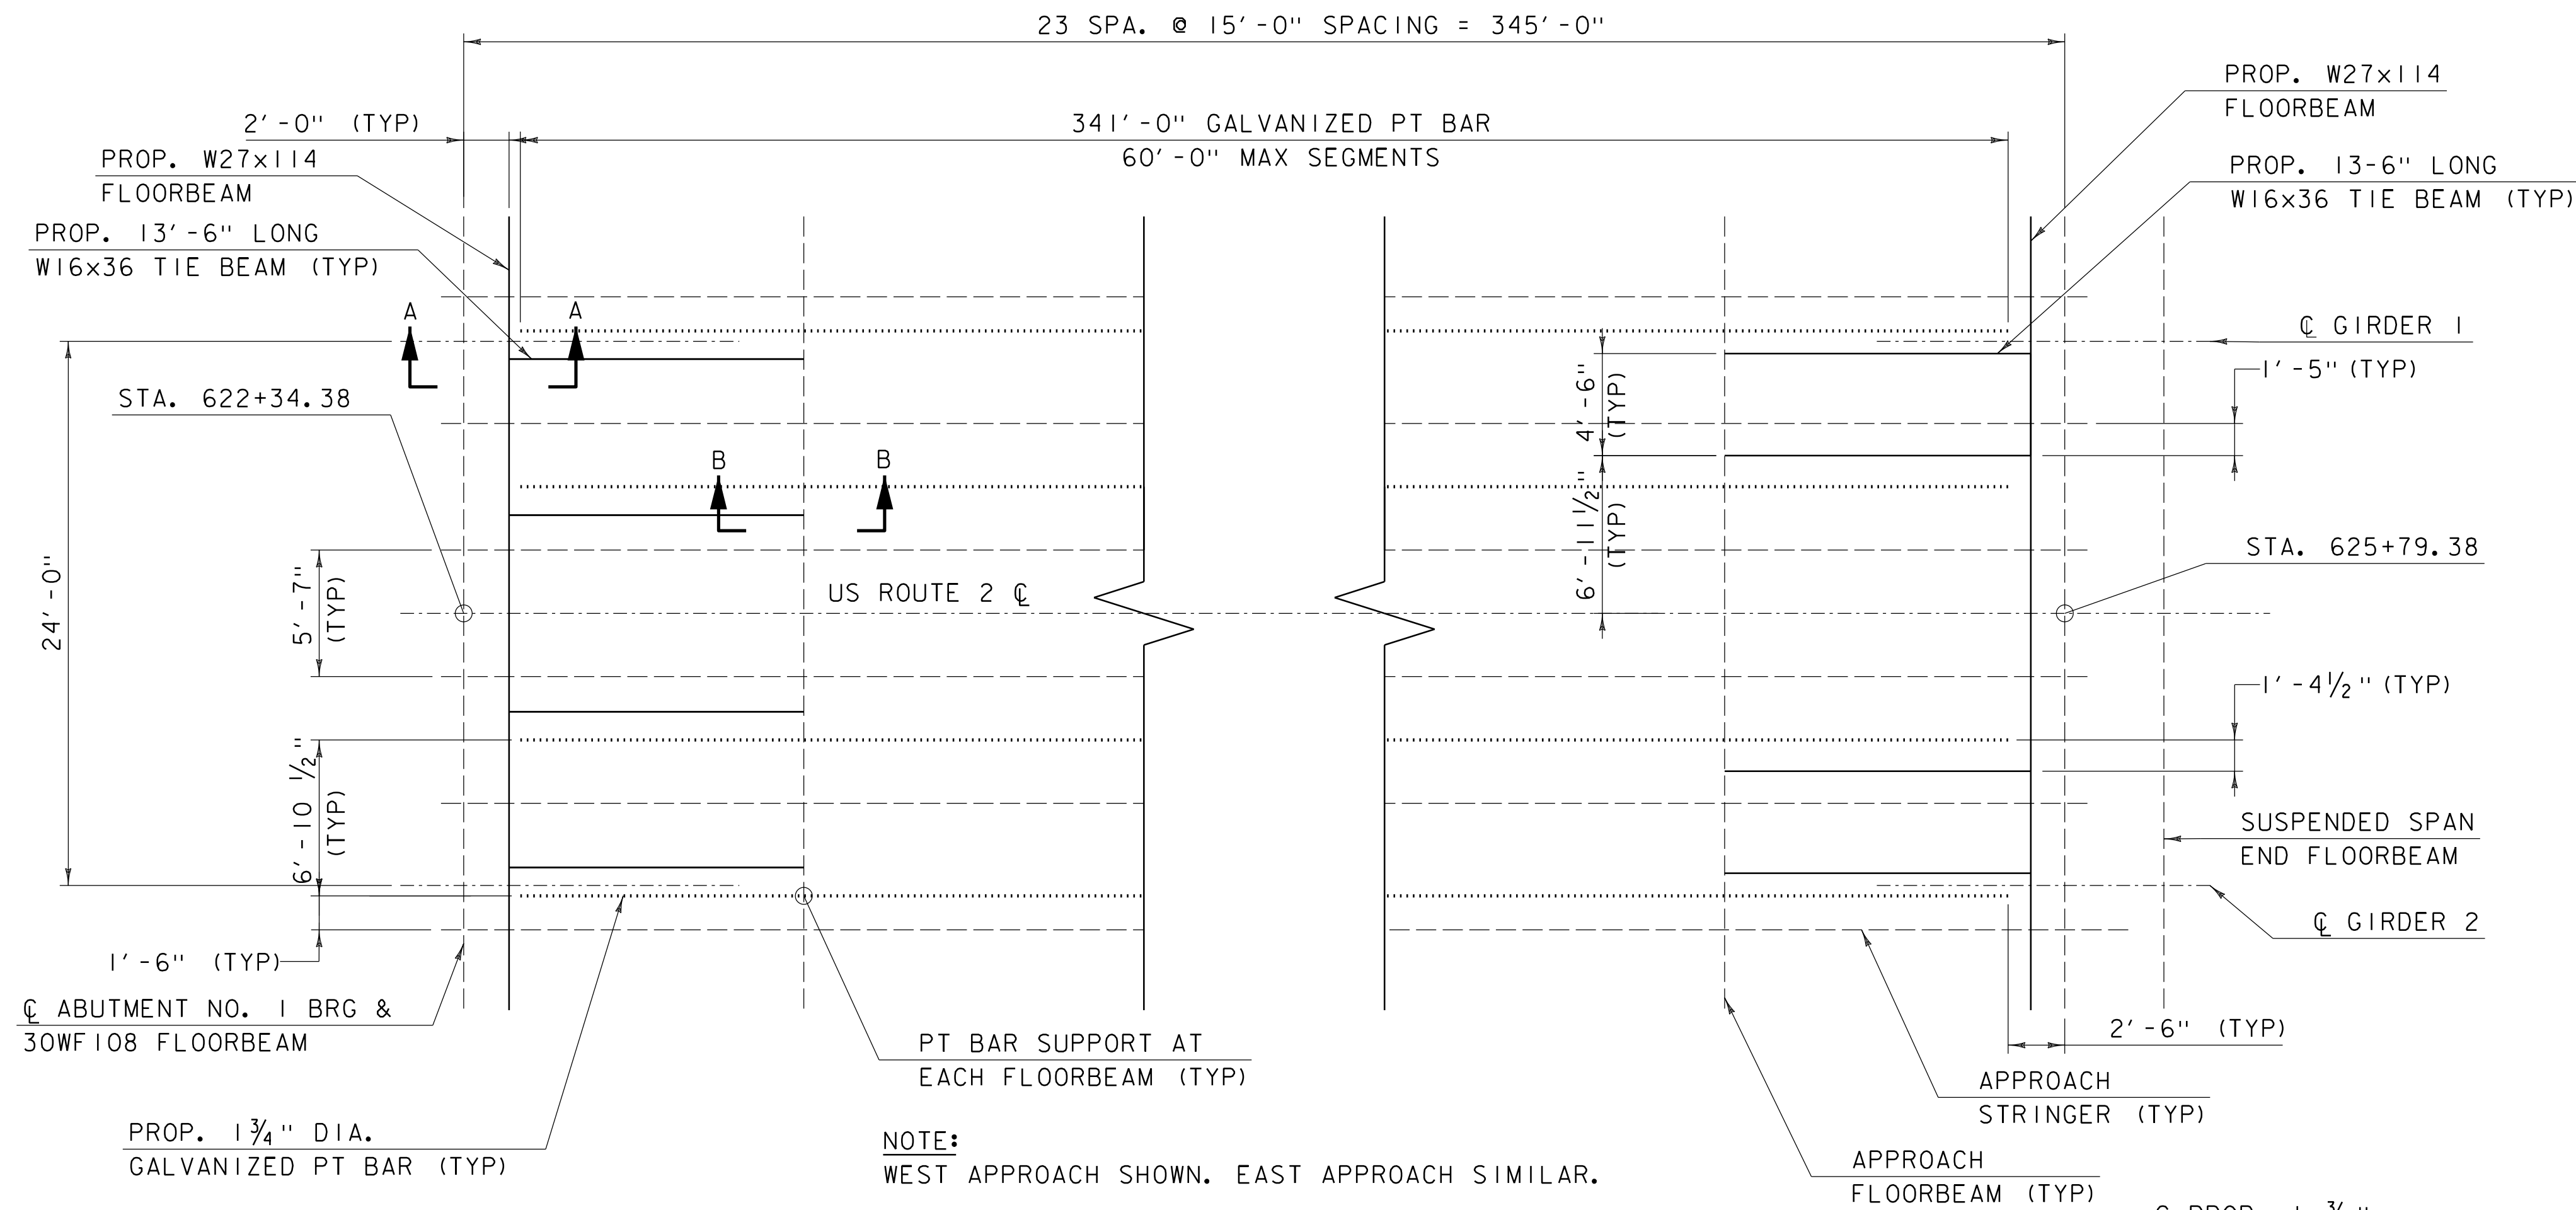 23 SPA. @ 15'-0" SPACING = 345'-0"
2'-0" (TYP)
341'-0" GALVANIZED PT BAR
60'-0" MAX SEGMENTS
PROP. W27x114
FLOORBEAM
PROP. W27x114
FLOORBEAM
PROP. 13'-6" LONG
W16x36 TIE BEAM (TYP)
PROP. 13-6" LONG
W16x36 TIE BEAM (TYP)
A
A
℄ GIRDER 1
1'-5" (TYP)
4'-6"
(TYP)
STA. 622+34.38
B
B
6'-11½"
(TYP)
STA. 625+79.38
24'-0"
5'-7"
(TYP)
US ROUTE 2 ℄
1'-4½" (TYP)
6'-10 ½"
(TYP)
SUSPENDED SPAN
END FLOORBEAM
℄ GIRDER 2
1'-6" (TYP)
℄ ABUTMENT NO. 1 BRG &
30WF108 FLOORBEAM
2'-6" (TYP)
PT BAR SUPPORT AT
EACH FLOORBEAM (TYP)
APPROACH
STRINGER (TYP)
PROP. 1¾" DIA.
GALVANIZED PT BAR (TYP)
NOTE:
WEST APPROACH SHOWN. EAST APPROACH SIMILAR.
APPROACH
FLOORBEAM (TYP)